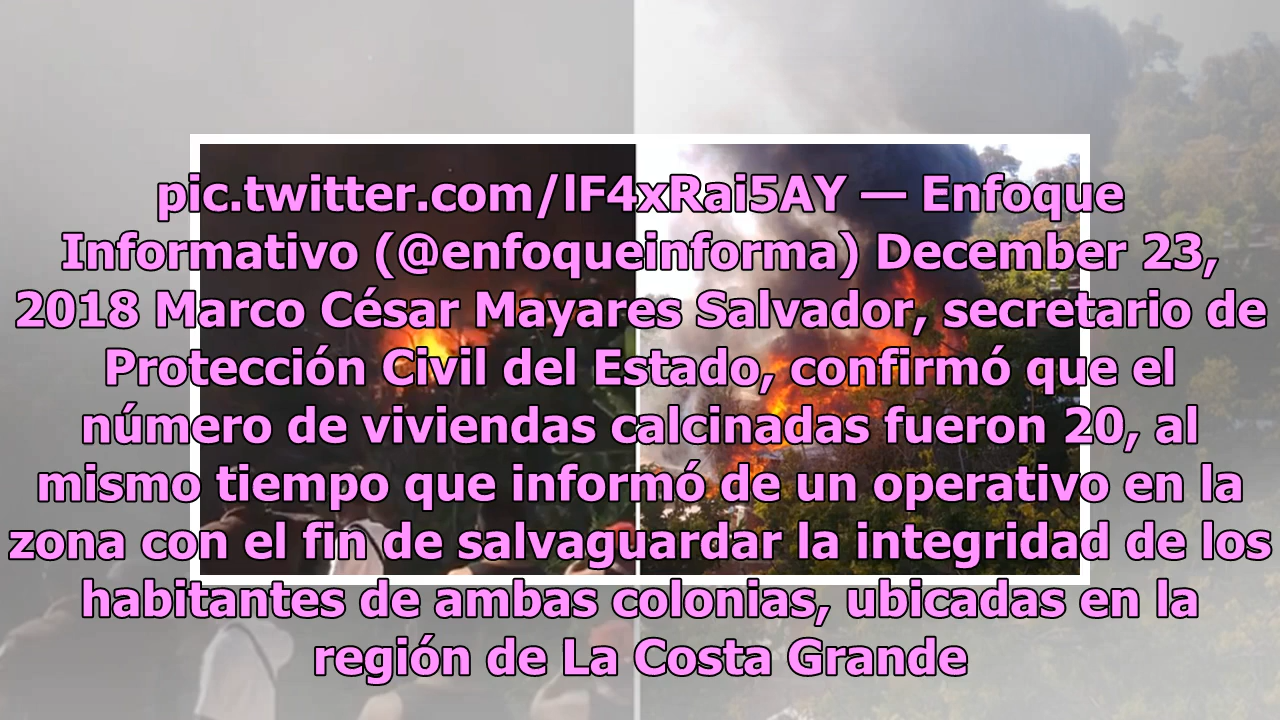 pic.twitter.com/lF4xRai5AY — Enfoque
Informativo (@enfoqueinforma) December 23,
2018 Marco César Mayares Salvador, secretario de
Protección Civil del Estado, confirmó que el
número de viviendas calcinadas fueron 20, al
mismo tiempo que informó de un operativo en la
zona con el fin de salvaguardar la integridad de los
habitantes de ambas colonias, ubicadas en la
región de La Costa Grande